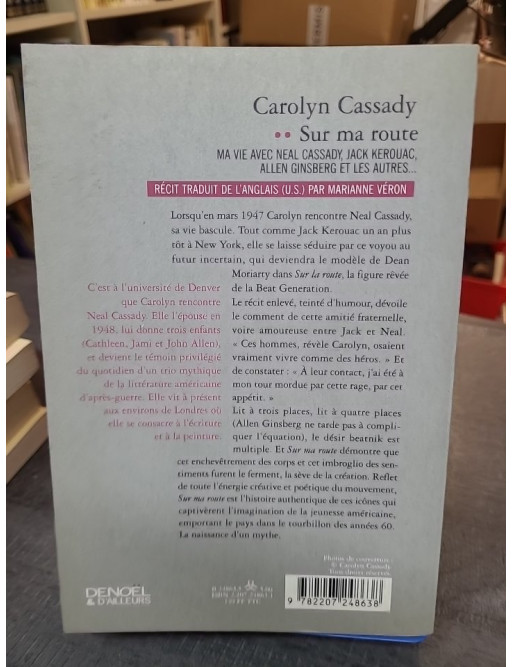 Carolyn Cassady
•• Sur ma route
MA VIE AVEC NEAL CASSADY, JACK KEROUAC,
ALLEN GINSBERG ET LES AUTRES...
RÉCIT TRADUIT DE L'ANGLAIS (U.S.) PAR MARIANNE VÉRON
Lorsqu'en mars 1947 Carolyn rencontre Neal Cassady,
sa vie bascule. Tout comme Jack Kerouac un an plus
tôt à New York, elle se laisse séduire par ce voyou au
futur incertain, qui deviendra le modèle de Dean
Moriarty dans Sur la route, la figure rêvée
de la Beat Generation.
Le récit enlevé, teinté d'humour, dévoile
le comment de cette amitié fraternelle,
voire amoureuse entre Jack et Neal.
« Ces hommes, révèle Carolyn, osaient
vraiment vivre comme des héros. » Et
de constater : « À leur contact, j'ai été à
mon tour mordue par cette rage, par cet
appétit. »
Lit à trois places, lit à quatre places
(Allen Ginsberg ne tarde pas à compli-
quer l'équation), le désir beatnik est
multiple. Et Sur ma route démontre que
cet enchevêtrement des corps et cet imbroglio des sen-
timents furent le ferment, la sève de la création. Reflet
de toute l'énergie créative et poétique du mouvement,
Sur ma route est l'histoire authentique de ces icônes qui
captivèrent l'imagination de la jeunesse américaine,
emportant le pays dans le tourbillon des années 60.
La naissance d'un mythe.
C'est à l'université de Denver
que Carolyn rencontre
Neal Cassady. Elle l'épouse en
1948, lui donne trois enfants
(Cathleen, Jami et John Allen),
et devient le témoin privilégié
du quotidien d'un trio mythique
de la littérature américaine
d'après-guerre. Elle vit à présent
aux environs de Londres où
elle se consacre à l'écriture
et à la peinture.
Photos de couverture :
© Carolyn Cassady
Tous droits réservés
DENOËL
& D'AILLEURS
9 782207 248638